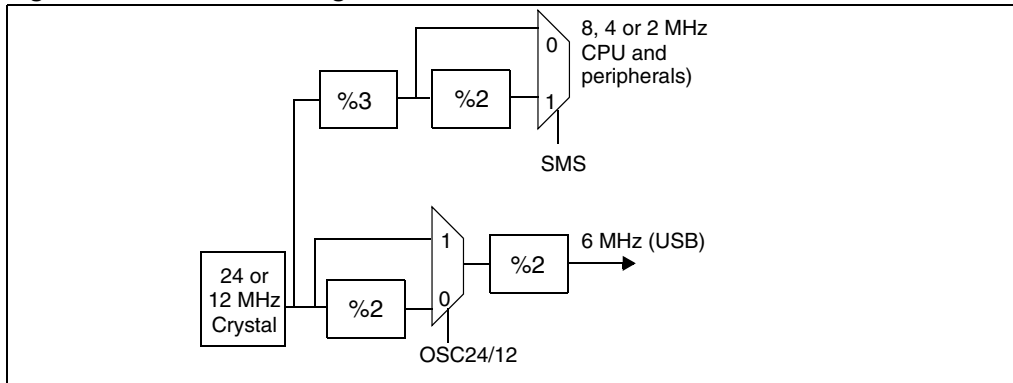 8, 4 or 2 MHz
CPU and
peripherals)
0
1
%3
%2
SMS
24 or
12 MHz
Crystal
%2
1
0
OSC24/12
%2
6 MHz (USB)